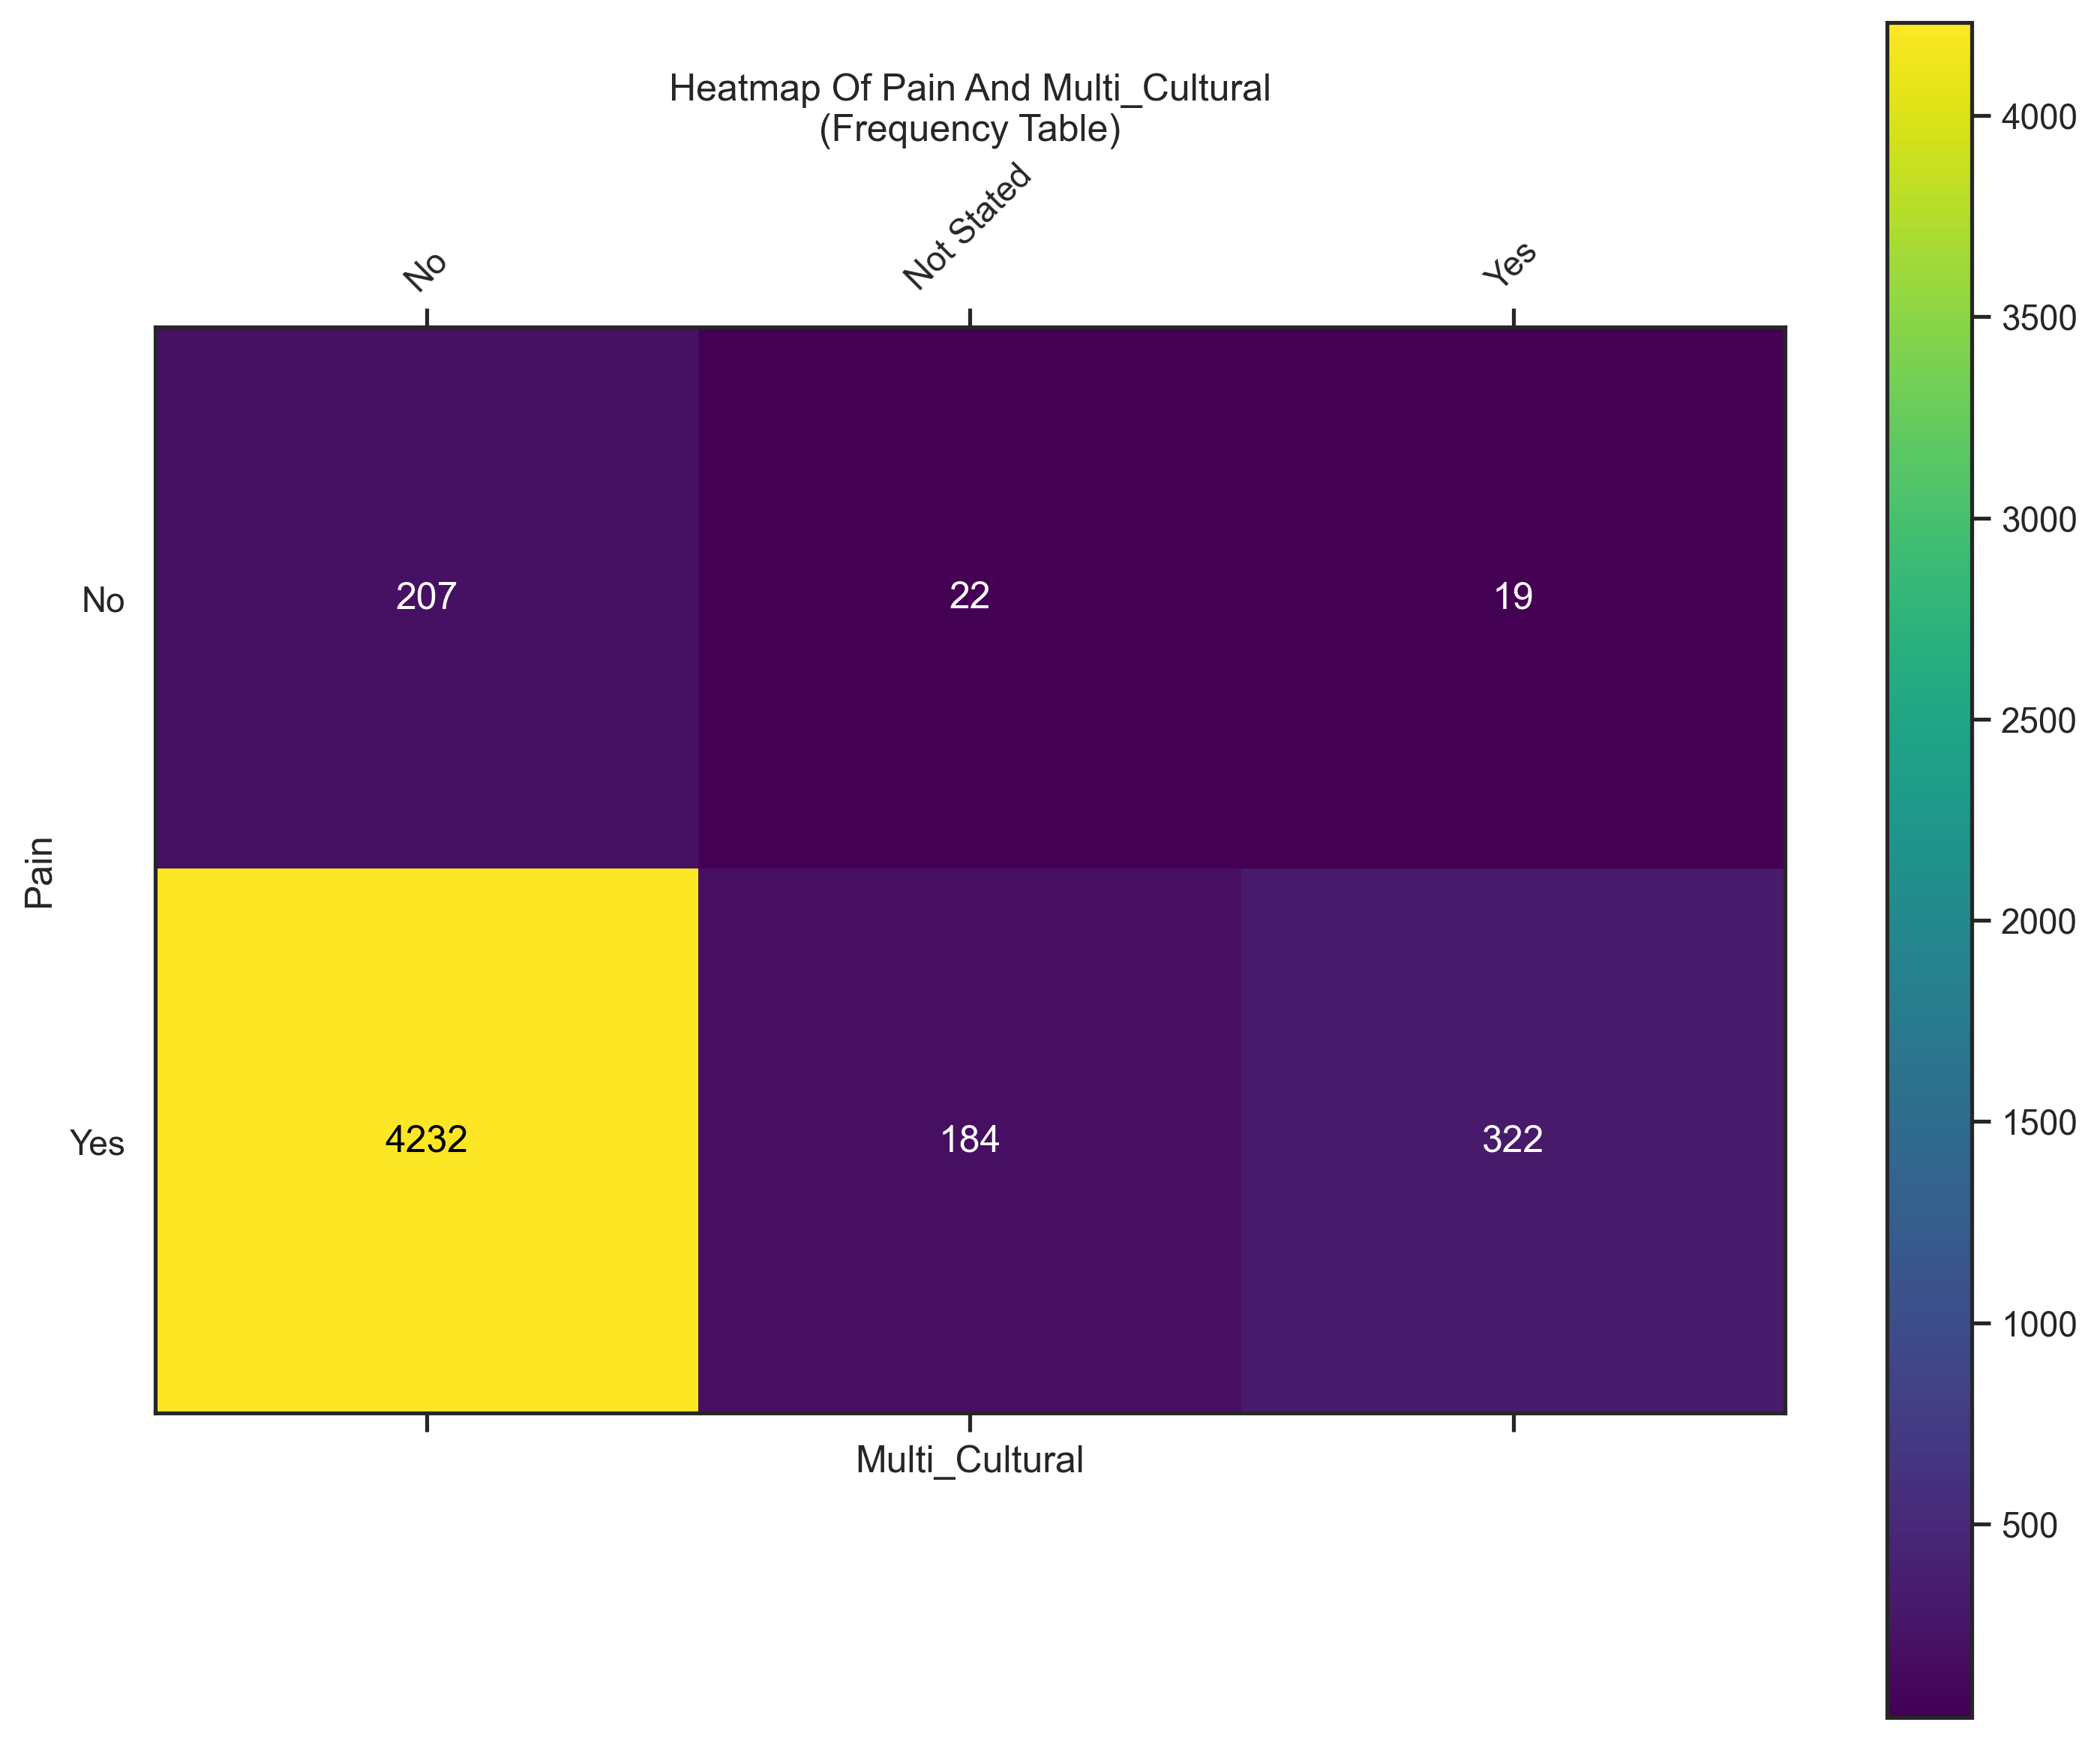 Heatmap Of Pain And Multi_Cultural
(Frequency Table)
No
Not Stated
Yes
No
207
22
19
Pain
Yes
4232
184
322
Multi_Cultural
4000
3500
3000
2500
2000
1500
1000
500